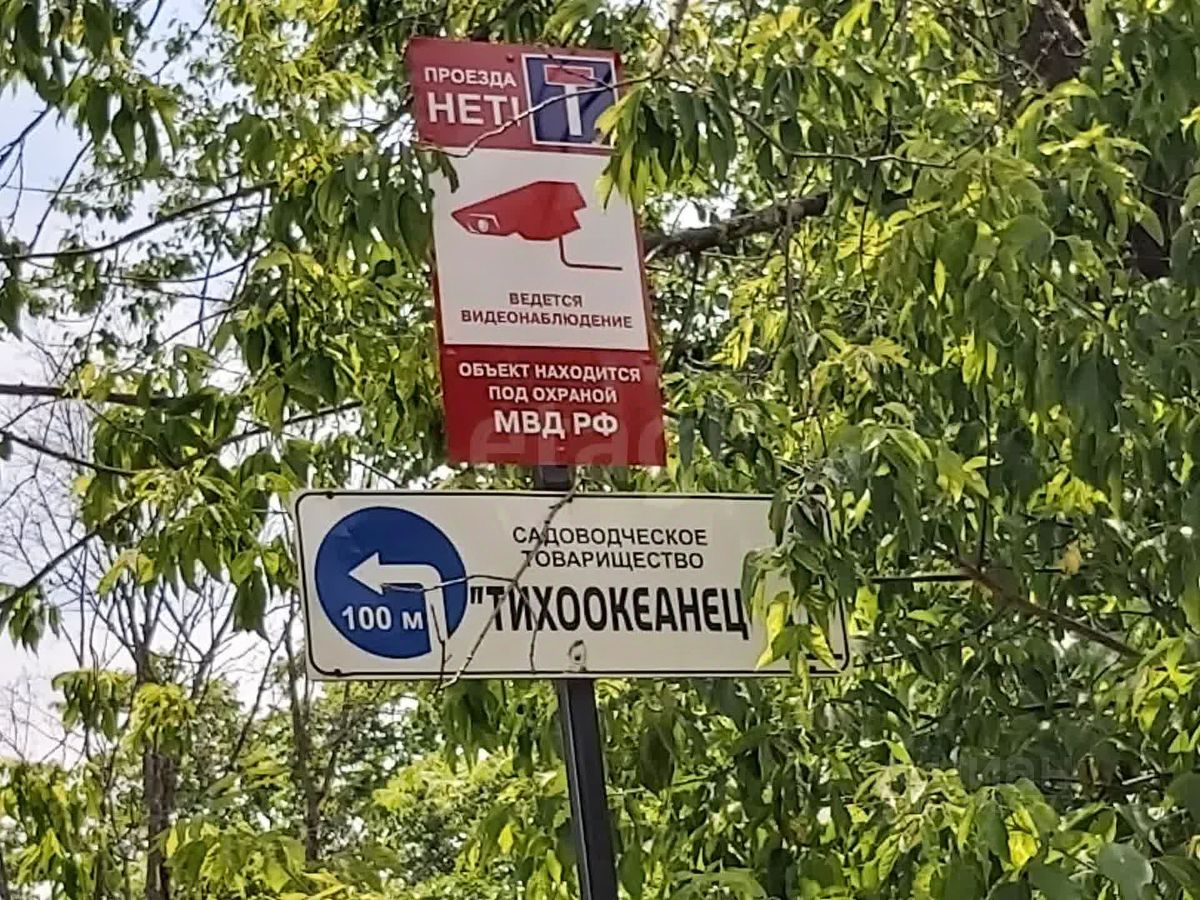 ПРОЕЗДА
НЕТ!
ВЕДЕТСЯ
ВИДЕОНАБЛЮДЕНИЕ
ОБЪЕКТ НАХОДИТСЯ
ПОД ОХРАНОЙ
МВД РФ
САДОВОДЧЕСКОЕ
ТОВАРИЩЕСТВО
100 м "ТИХООКЕАНЕЦ